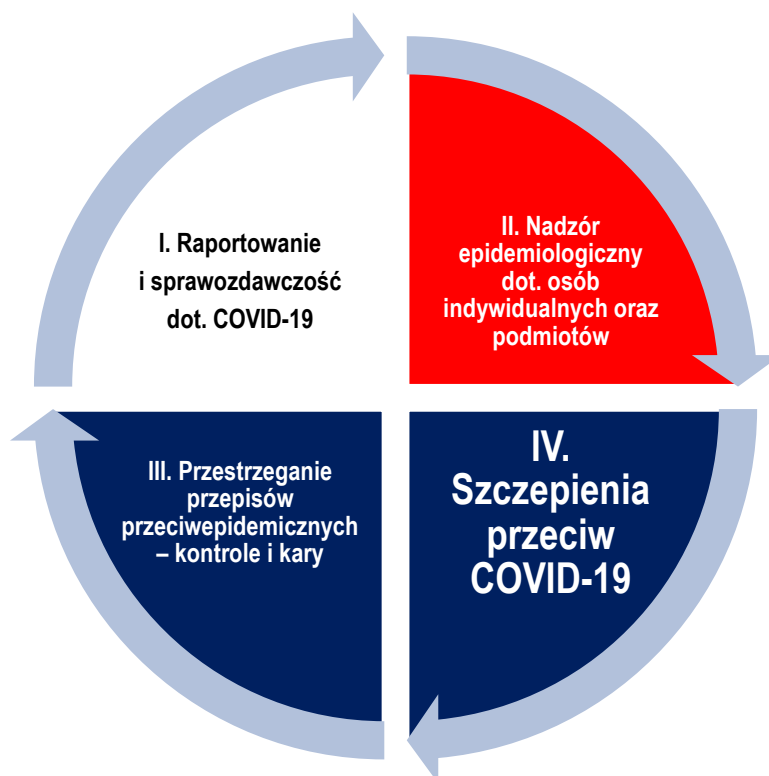 I. Raportowanie
i sprawozdawczość
dot. COVID-19
II. Nadzór
epidemiologiczny
dot. osób
indywidualnych oraz
podmiotów
III. Przestrzeganie
przepisów
przeciwepidemicznych
– kontrole i kary
IV.
Szczepienia
przeciw
COVID-19